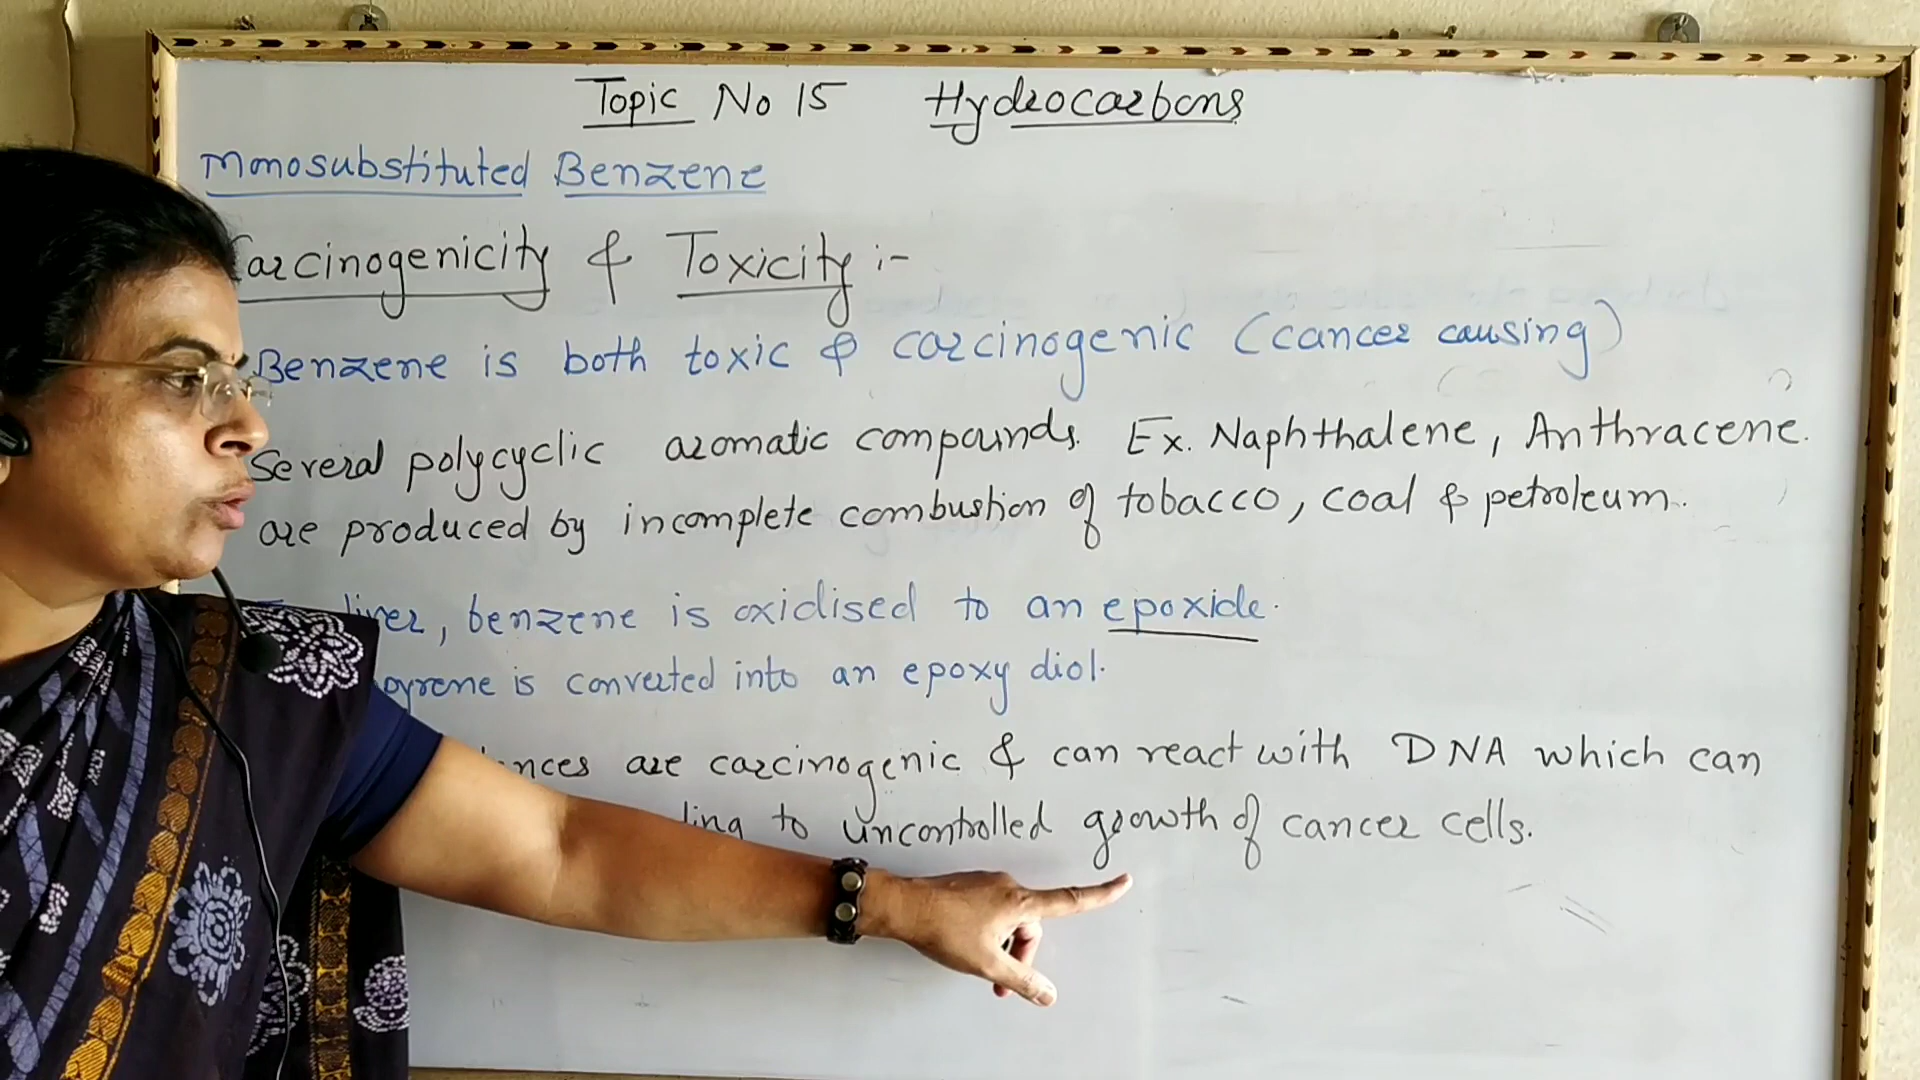 Topic No 15 Hydrocarbons
Monosubstituted Benzene
Carcinogenicity & Toxicity :-
Benzene is both toxic & carcinogenic (cancer causing)
Several polycyclic aromatic compounds. Ex. Naphthalene, Anthracene.
are produced by incomplete combustion of tobacco, coal & petroleum.
liver, benzene is oxidised to an epoxide.
is converted into an epoxy diol.
are carcinogenic & can react with DNA which can
to uncontrolled growth of cancer cells.